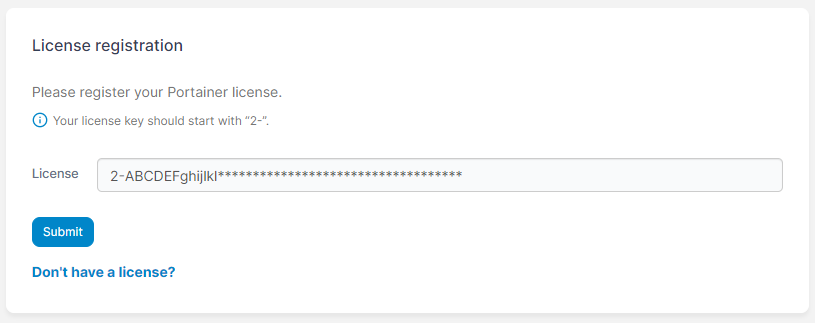 License registration
Please register your Portainer license.
Your license key should start with “2-”.
License
2-ABCDEFghijlkl***********************************
Submit
Don't have a license?